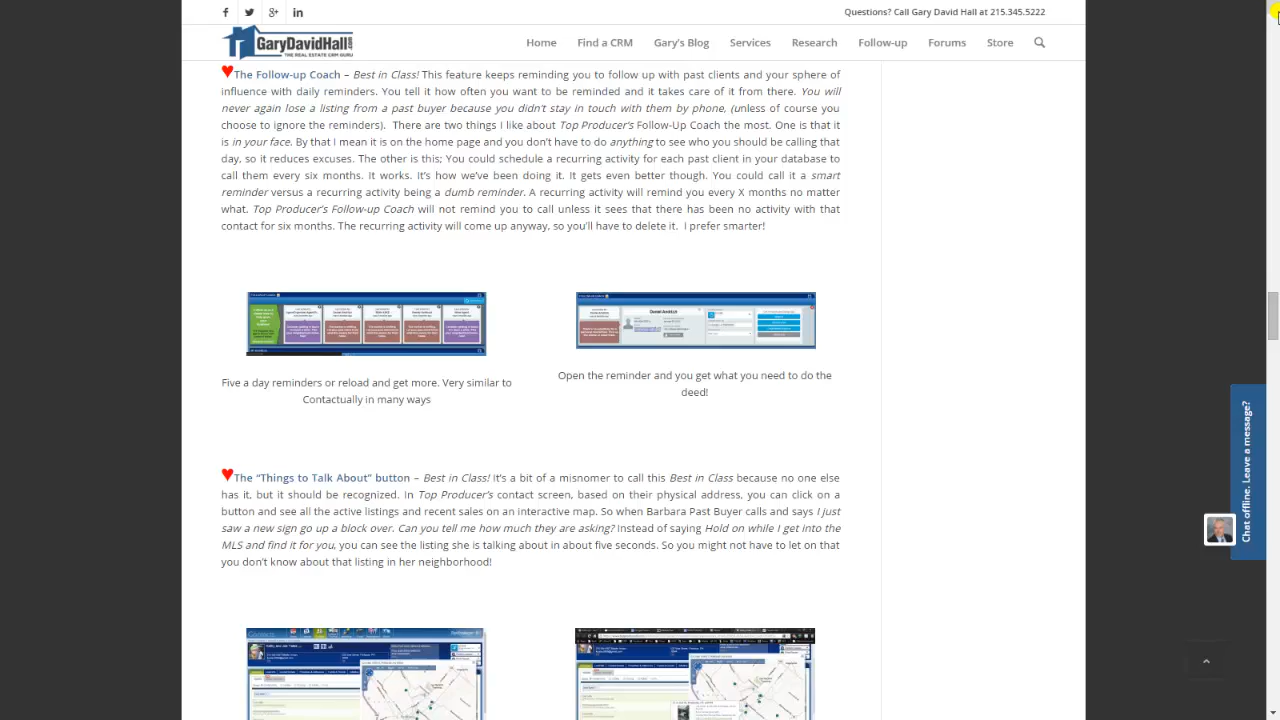 Questions? Call Gary David Hall at 215.345.5222
GaryDavidHall.com
THE REAL ESTATE CRM GURU
Home Find a CRM Gary's Blog Services Research Follow-up Forums Store
The Follow-up Coach – Best in Class! This feature keeps reminding you to follow up with past clients and your sphere of
influence with daily reminders. You tell it how often you want to be reminded and it takes care of it from there. You will
never again lose a listing from a past buyer because you didn't stay in touch with them by phone, (unless of course you
choose to ignore the reminders). There are two things I like about Top Producer's Follow-Up Coach the most. One is that it
is in your face. By that I mean it is on the home page and you don't have to do anything to see who you should be calling that
day, so it reduces excuses. The other is this; You could schedule a recurring activity for each past client in your database to
call them every six months. It works. It's how we've been doing it. It gets even better though. You could call it a smart
reminder versus a recurring activity being a dumb reminder. A recurring activity will remind you every X months no matter
what. Top Producer's Follow-up Coach will not remind you to call unless it sees that there has been no activity with that
contact for six months. The recurring activity will come up anyway, so you'll have to delete it. I prefer smarter!
Five a day reminders or reload and get more. Very similar to
Contactually in many ways
Open the reminder and you get what you need to do the
deed!
The "Things to Talk About" button – Best in Class! It's a bit of a misnomer to call this Best in Class because no one else
has it, but it should be recognized. In Top Producer's contact screen, based on their physical address, you can click on a
button and see all the active listings and recent sales on an interactive map. So when Barbara Past Buyer calls and says I just
saw a new sign go up a block over. Can you tell me how much the are asking? Instead of saying Hold on while I get into the
MLS and find it for you, you can see the listing she is talking about in about five seconds. So you might not have to let on that
you don't know about that listing in her neighborhood!
Chat offline. Leave a message?